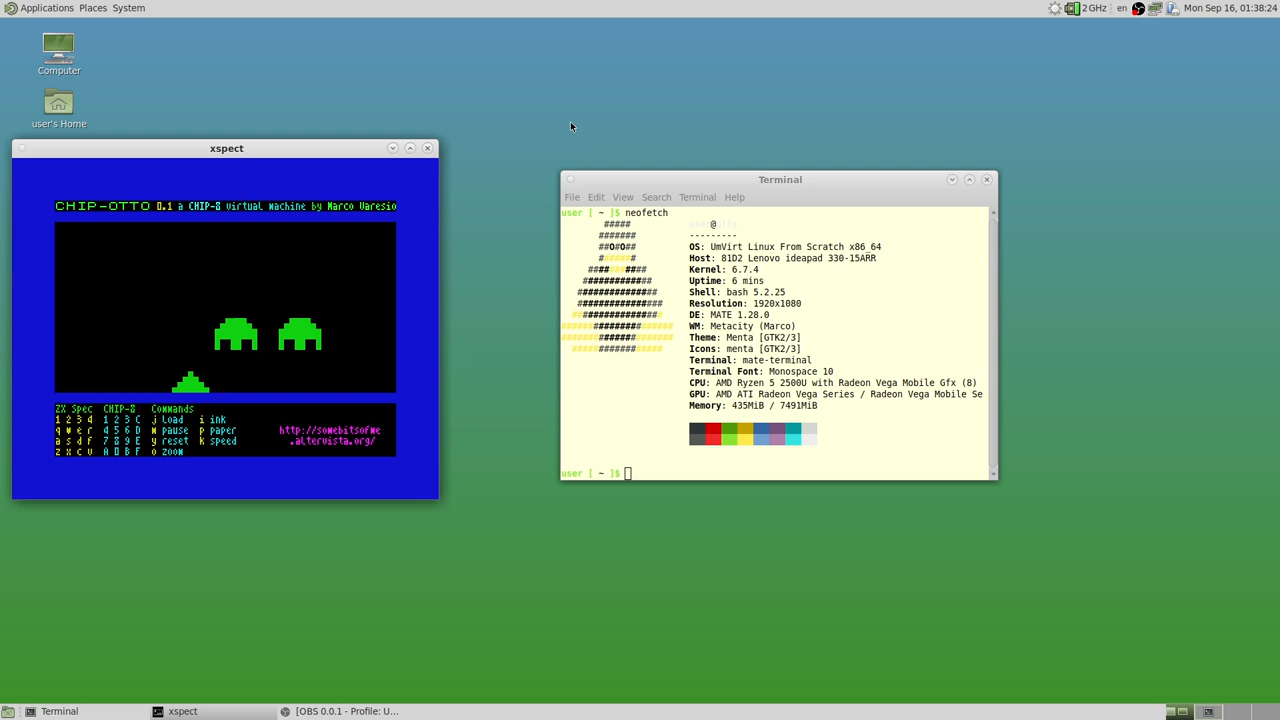 Applications Places System
2 GHz en Mon Sep 16, 01:38:24
Computer
user's Home
xspect
CHIP-OTTO 0.1 a CHIP-8 virtual machine by Marco Varesio
ZX Spec CHIP-8 Commands
1 2 3 4 1 2 3 C j load i ink
q w e r 4 5 6 D w pause p paper http://somebitsofme
a s d f 7 8 9 E y reset k speed .altervista.org/
z x c v A 0 B F o zoom
Terminal
File Edit View Search Terminal Help
user [ ~ ]$ neofetch
##### @
####### ---------
##O#O## OS: UmVirt Linux From Scratch x86_64
####### Host: 81D2 Lenovo ideapad 330-15ARR
########### Kernel: 6.7.4
############# Uptime: 6 mins
############### Shell: bash 5.2.25
################ Resolution: 1920x1080
################# DE: MATE 1.28.0
##################### WM: Metacity (Marco)
##################### Theme: Menta [GTK2/3]
################# Icons: menta [GTK2/3]
Terminal: mate-terminal
Terminal Font: Monospace 10
CPU: AMD Ryzen 5 2500U with Radeon Vega Mobile Gfx (8)
GPU: AMD ATI Radeon Vega Series / Radeon Vega Mobile Se
Memory: 435MiB / 7491MiB
user [ ~ ]$
Terminal xspect [OBS 0.0.1 - Profile: U...